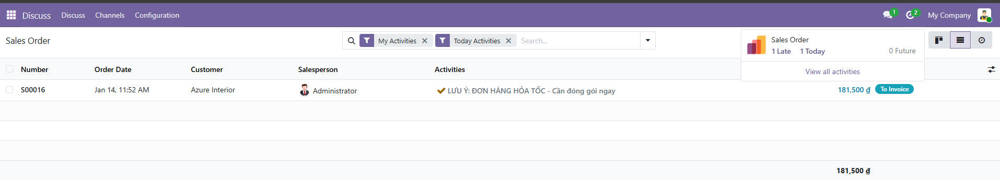 Discuss Discuss Channels Configuration 1 2 My Company
Sales Order My Activities Today Activities Search...
Sales Order
1 Late 1 Today 0 Future
View all activities
Number Order Date Customer Salesperson Activities
S00016 Jan 14, 11:52 AM Azure Interior Administrator LƯU Ý: ĐƠN HÀNG HỎA TỐC - Cần đóng gói ngay 181,500 ₫ To Invoice
181,500 ₫